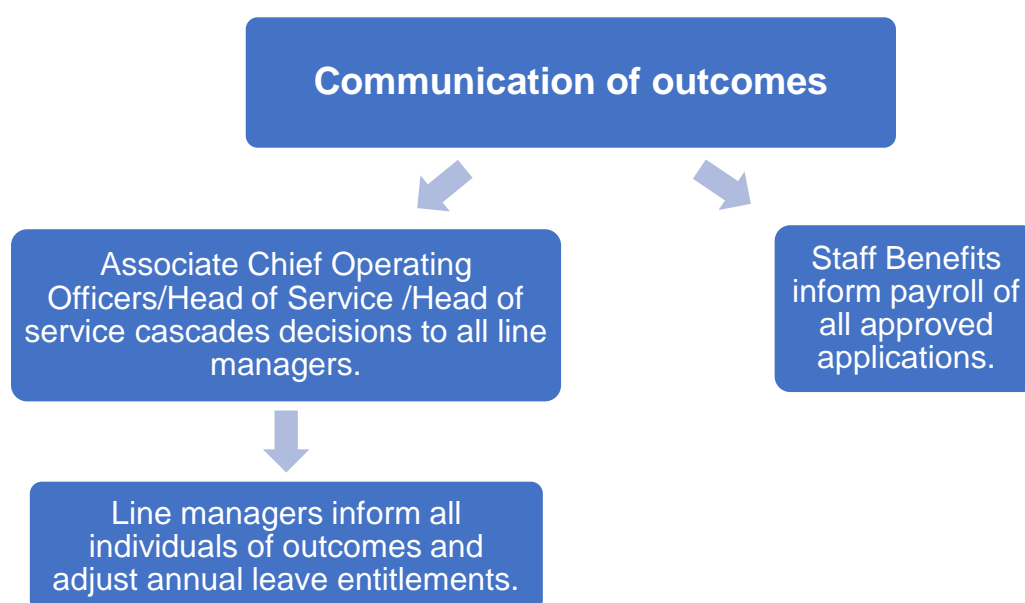 Communication of outcomes
Associate Chief Operating
Officers/Head of Service /Head of
service cascades decisions to all line
managers.
Staff Benefits
inform payroll of
all approved
applications.
Line managers inform all
individuals of outcomes and
adjust annual leave entitlements.